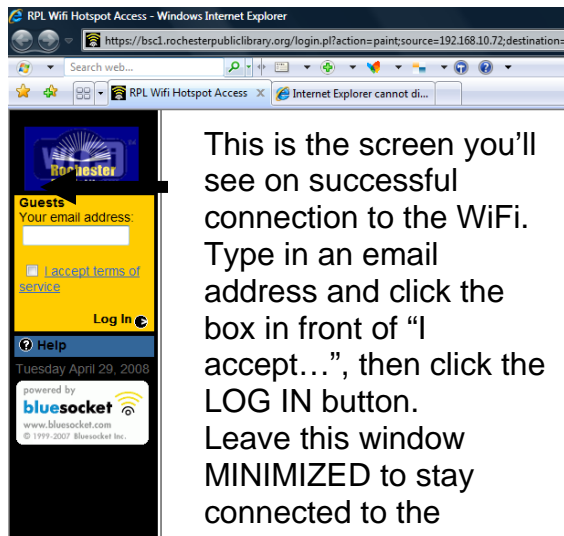 RPL Wifi Hotspot Access - Windows Internet Explorer
https://bsc1.rochesterpubliclibrary.org/login.pl?action=paint;source=192.168.10.72;destination=
Search web...
RPL Wifi Hotspot Access
Internet Explorer cannot di...
wifi
Rochester
Guests
Your email address:
I accept terms of
service
Log In
Help
Tuesday April 29, 2008
powered by
bluesocket
www.bluesocket.com
© 1999-2007 Bluesocket Inc.
This is the screen you’ll
see on successful
connection to the WiFi.
Type in an email
address and click the
box in front of “I
accept…”, then click the
LOG IN button.
Leave this window
MINIMIZED to stay
connected to the